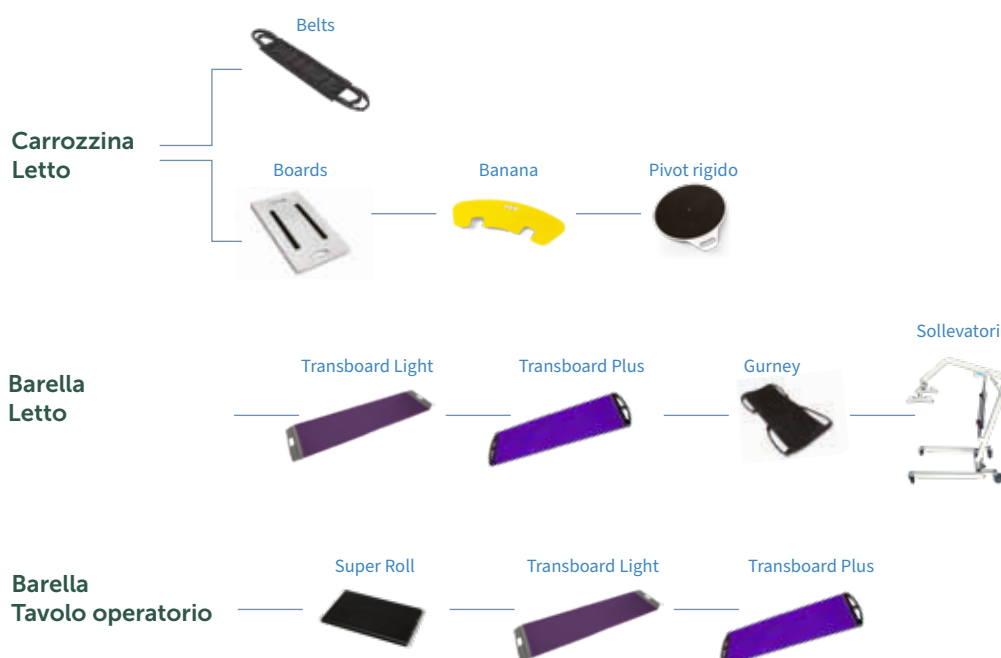 Belts
Carrozzina
Letto
Boards
Banana
Pivot rigido
Sollevatori
Barella
Letto
Transboard Light
Transboard Plus
Gurney
Barella
Tavolo operatorio
Super Roll
Transboard Light
Transboard Plus